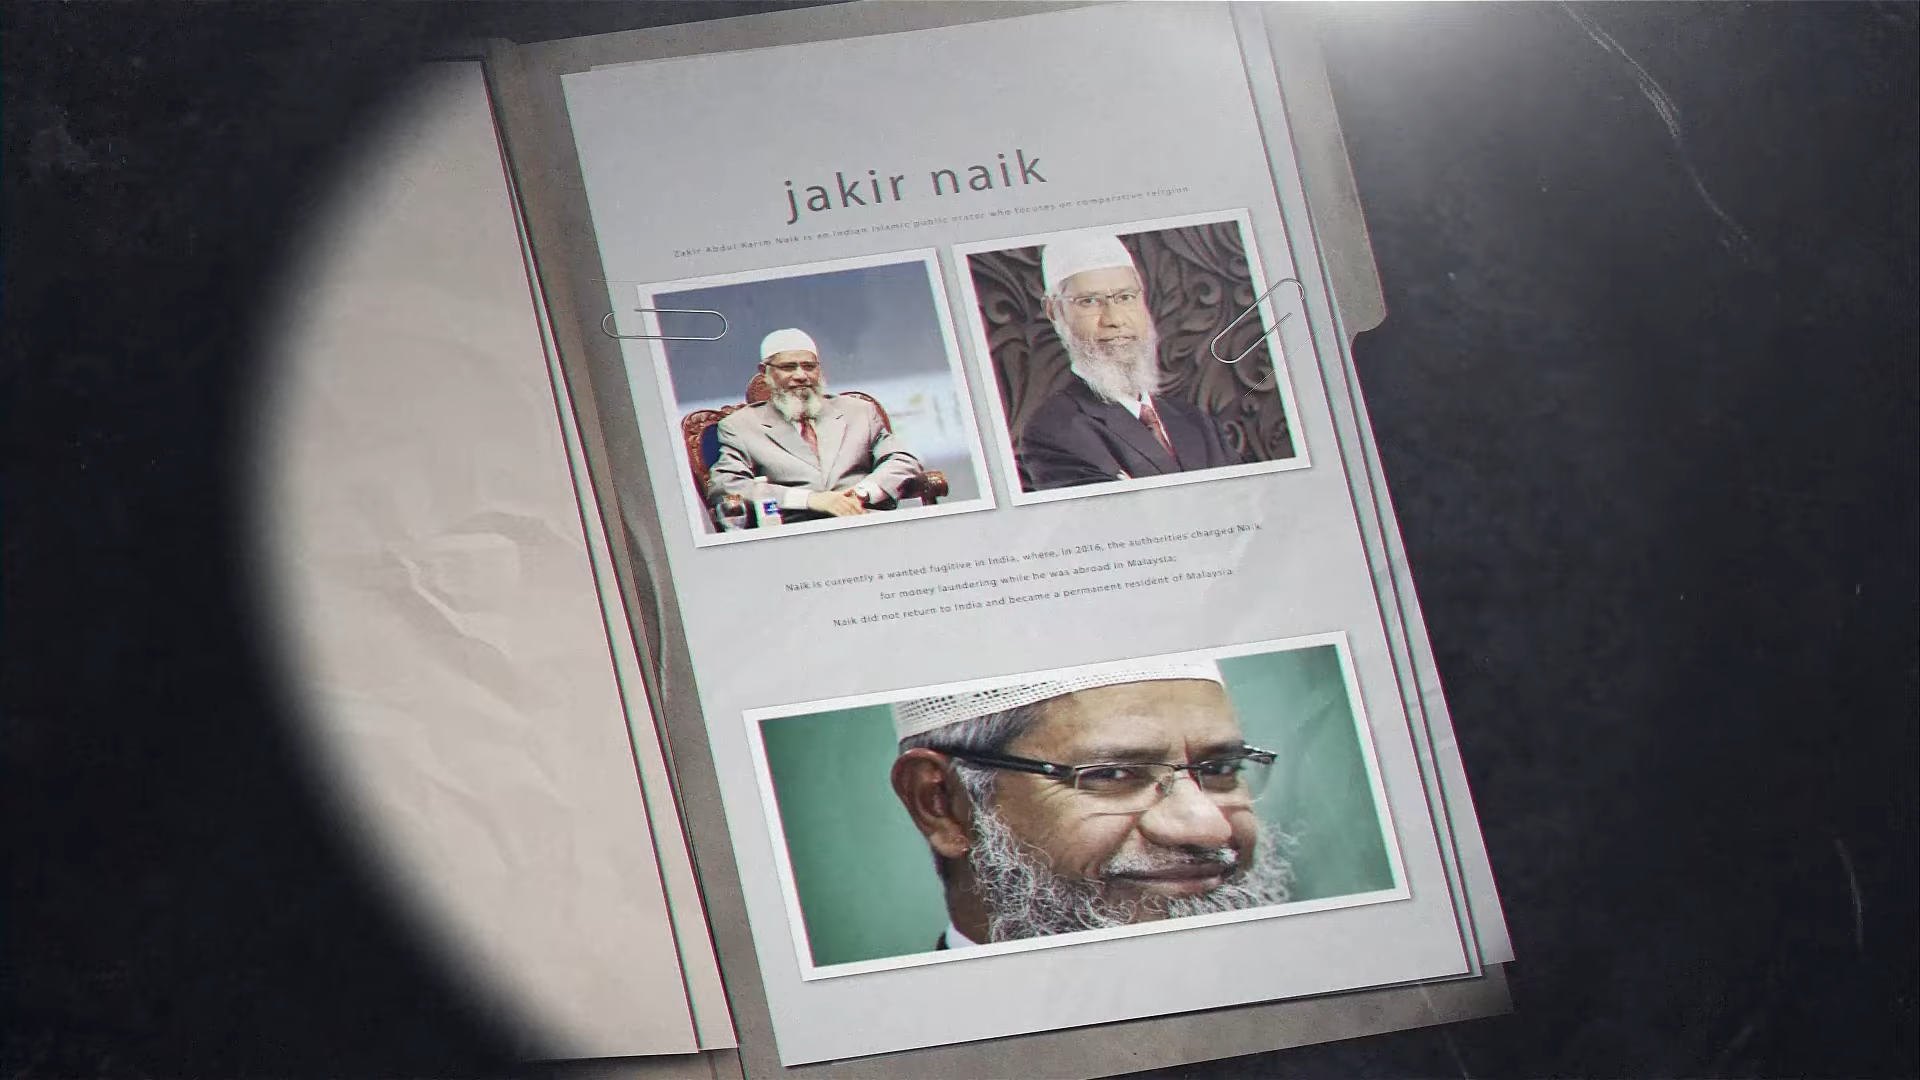 jakir naik
Zakir Abdul Karim Naik is an Indian Islamic public orator who focuses on comparative religion
Naik is currently a wanted fugitive in India, where, in 2016, the authorities charged Naik
for money laundering while he was abroad in Malaysia;
Naik did not return to India and became a permanent resident of Malaysia